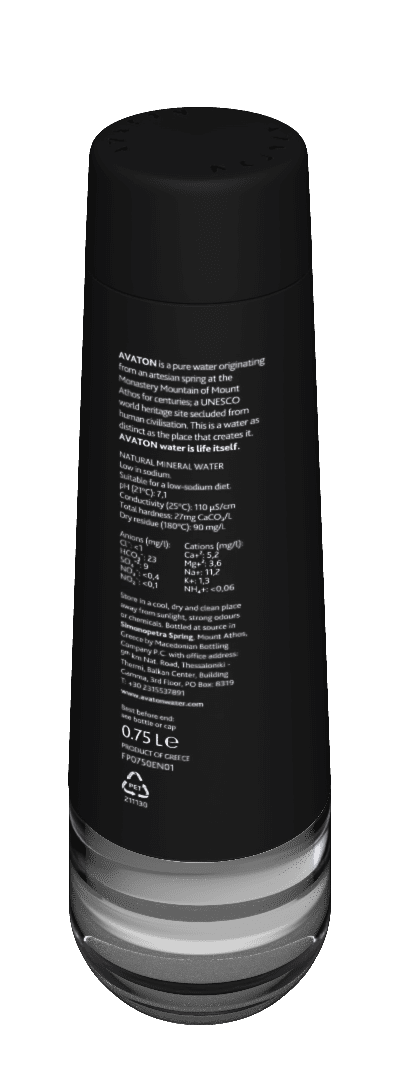 AVATON is a pure water originating
from an artesian spring at the
Monastery Mountain of Mount
Athos for centuries; a UNESCO
world heritage site secluded from
human civilisation. This is a water as
distinct as the place that creates it.
AVATON water is life itself.
NATURAL MINERAL WATER
Low in sodium.
Suitable for a low-sodium diet.
pH (21°C): 7,1
Conductivity (25°C): 110 µS/cm
Total hardness: 27mg CaCO₃/L
Dry residue (180°C): 90 mg/L
Anions (mg/l):
Cl⁻: <1
HCO₃⁻: 23
SO₄⁻²: 9
NO₃⁻: <0,4
NO₂⁻: <0,1
Cations (mg/l):
Ca+²: 5,2
Mg+²: 3,6
Na+: 11,7
K+: 1,3
NH₄+: <0,06
Store in a cool, dry and clean place
away from sunlight, strong odours
or chemicals. Bottled at source in
Simonopetra Spring, Mount Athos,
Greece by Macedonian Bottling
Company P.C. with office address:
9ᵗʰ km Nat. Road, Thessaloniki -
Thermi, Balkan Center, Building
Gamma, 3rd Floor, PO Box: 8319
T: +30 2315537891
www.avatonwater.com
Best before end:
see bottle or cap
0.75 L℮
PRODUCT OF GREECE
FP0750EN01
PET
211130